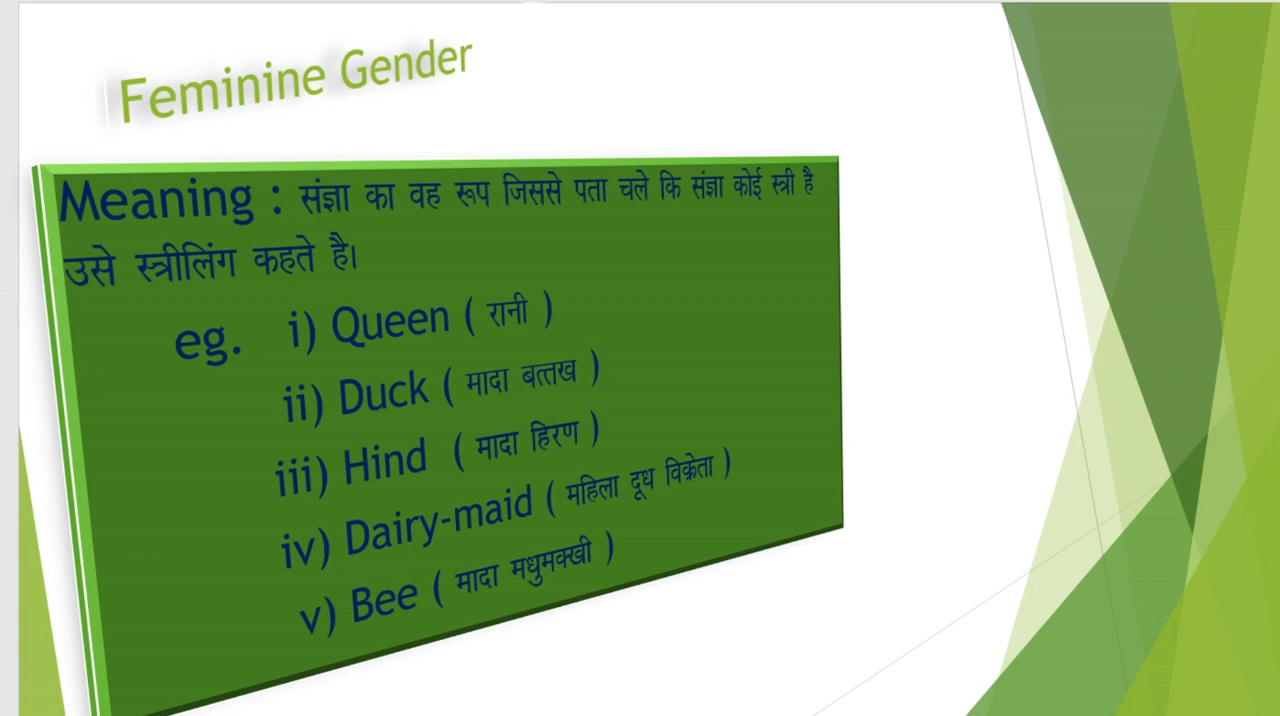 Feminine Gender
Meaning : संज्ञा का वह रूप जिससे पता चले कि संज्ञा कोई स्त्री है
उसे स्त्रीलिंग कहते है।
eg. i) Queen ( रानी )
ii) Duck ( मादा बत्तख )
iii) Hind ( मादा हिरण )
iv) Dairy-maid ( महिला दूध विक्रेता )
v) Bee ( मादा मधुमक्खी )